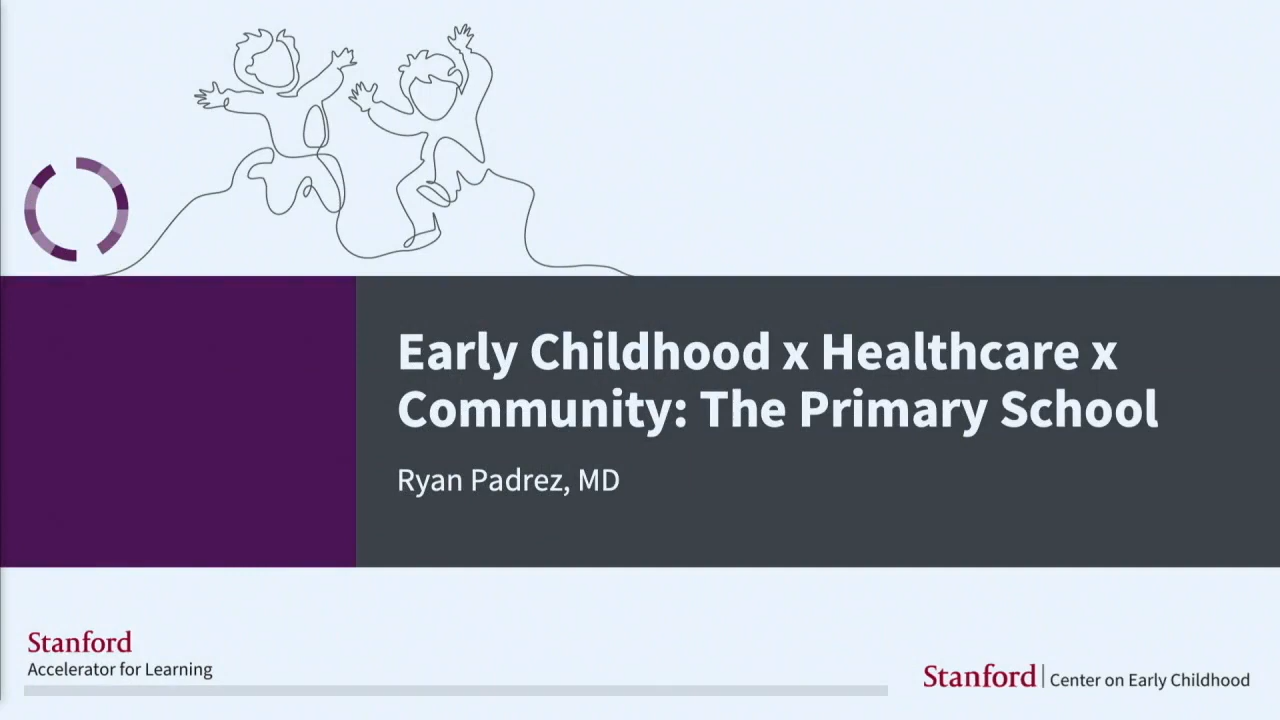 Early Childhood x Healthcare x
Community: The Primary School
Ryan Padrez, MD
Stanford
Accelerator for Learning
Stanford | Center on Early Childhood